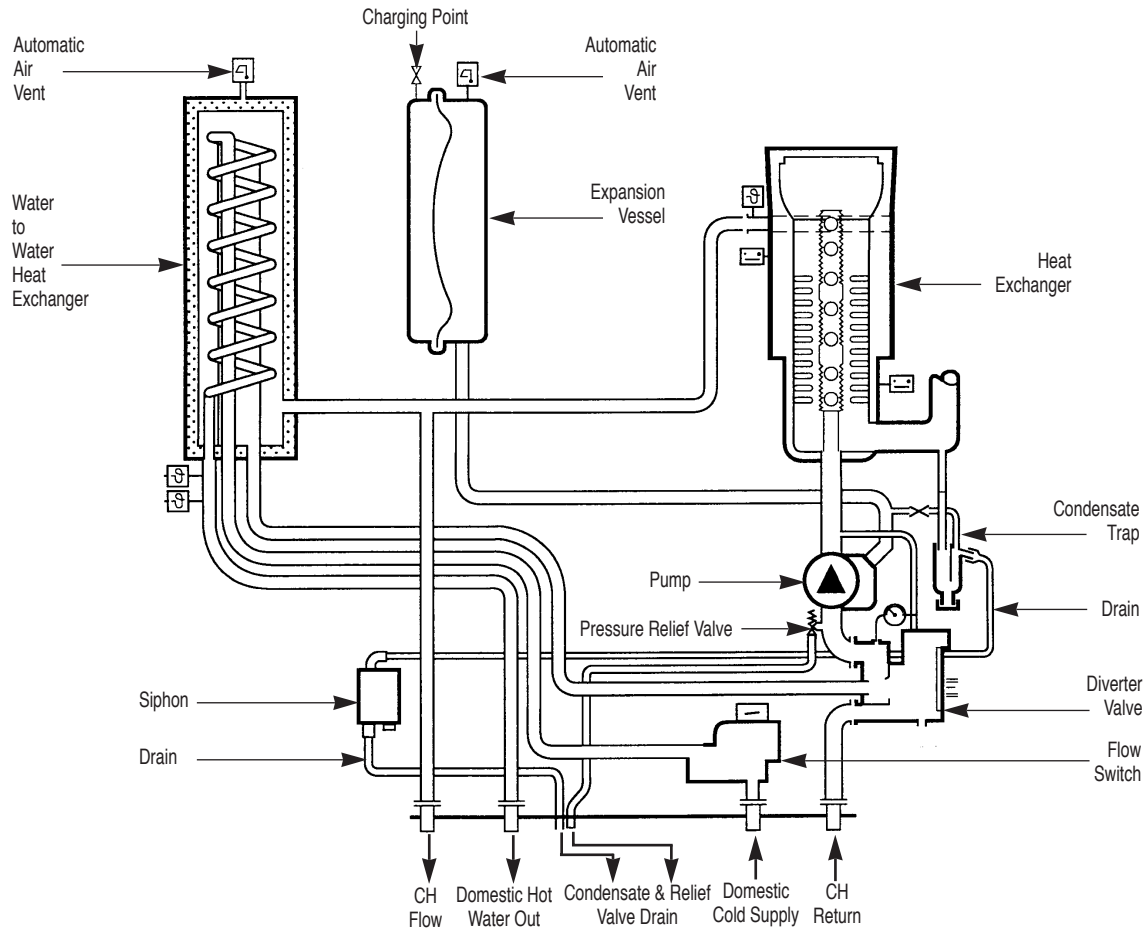 Charging Point
Automatic
Air
Vent
Automatic
Air
Vent
Water
to
Water
Heat
Exchanger
Expansion
Vessel
Heat
Exchanger
Condensate
Trap
Pump
Drain
Pressure Relief Valve
Siphon
Diverter
Valve
Drain
Flow
Switch
CH
Flow
Domestic Hot
Water Out
Condensate & Relief
Valve Drain
Domestic
Cold Supply
CH
Return